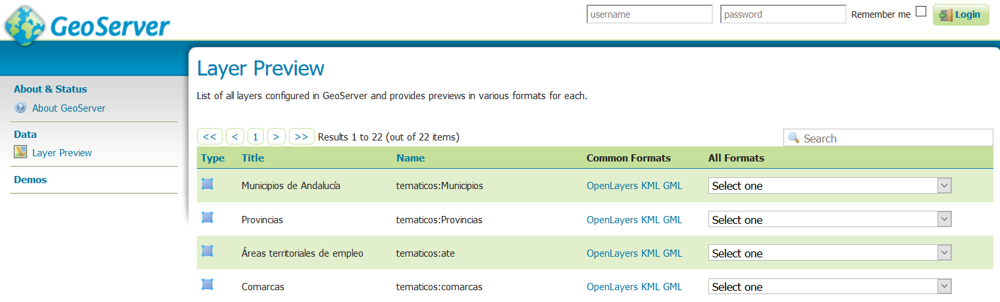 GeoServer
username password Remember me Login
Layer Preview
List of all layers configured in GeoServer and provides previews in various formats for each.
About & Status
About GeoServer
Data
Layer Preview
Demos
<< < 1 > >> Results 1 to 22 (out of 22 items) Search
Type Title Name Common Formats All Formats
Municipios de Andalucía tematicos:Municipios OpenLayers KML GML Select one
Provincias tematicos:Provincias OpenLayers KML GML Select one
Áreas territoriales de empleo tematicos:ate OpenLayers KML GML Select one
Comarcas tematicos:comarcas OpenLayers KML GML Select one